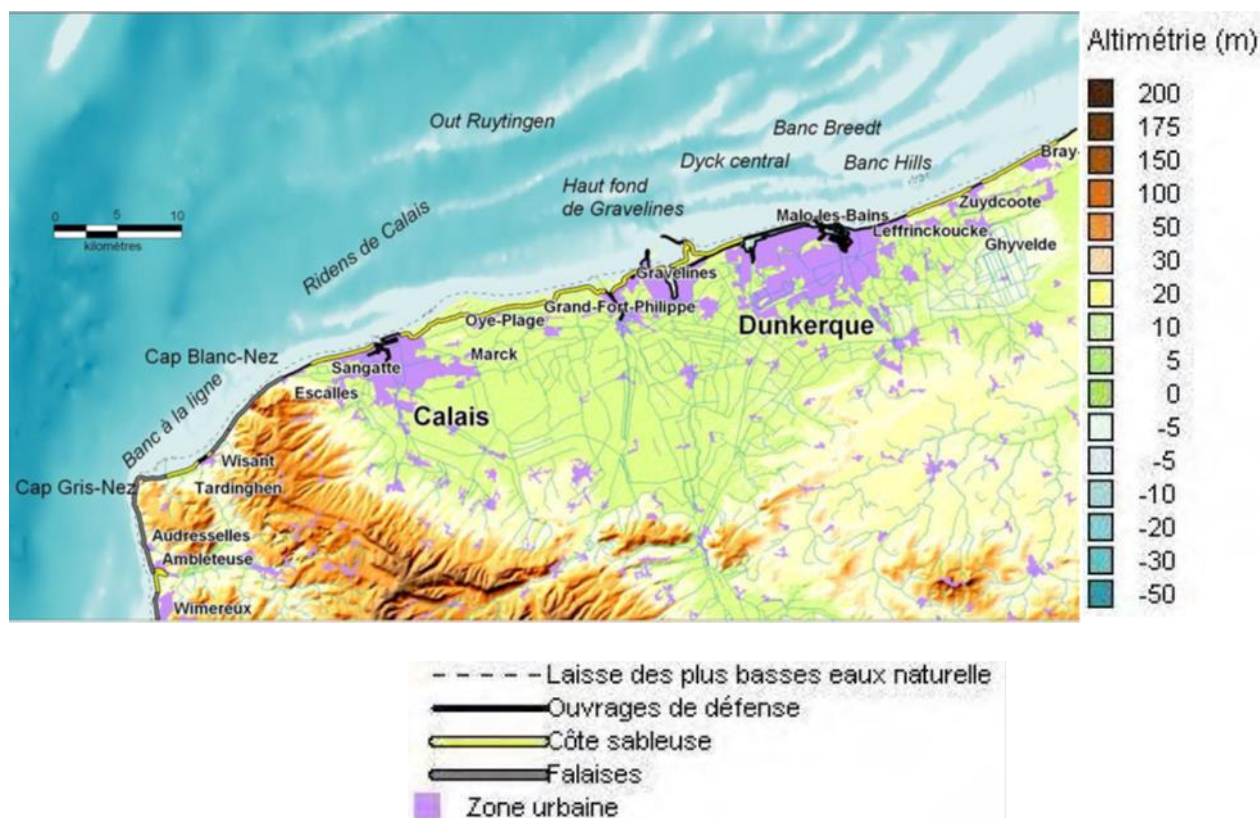 Out Ruytingen
Banc Breedt
Dyck central
Banc Hills
Haut fond
de Gravelines
Ridens de Calais
Banc à la ligne
0 5 10
kilomètres
Bray-
Zuydcoote
Malo-les-Bains
Leffrinckoucke
Ghyvelde
Gravelines
Grand-Fort-Philippe
Dunkerque
Oye-Plage
Marck
Cap Blanc-Nez
Sangatte
Escalles
Calais
Wisant
Cap Gris-Nez
Tardinghen
Audresselles
Ambleteuse
Wimereux
Altimétrie (m)
200
175
150
100
50
30
20
10
5
0
-5
-5
-10
-20
-30
-50
Laisse des plus basses eaux naturelle
Ouvrages de défense
Côte sableuse
Falaises
Zone urbaine